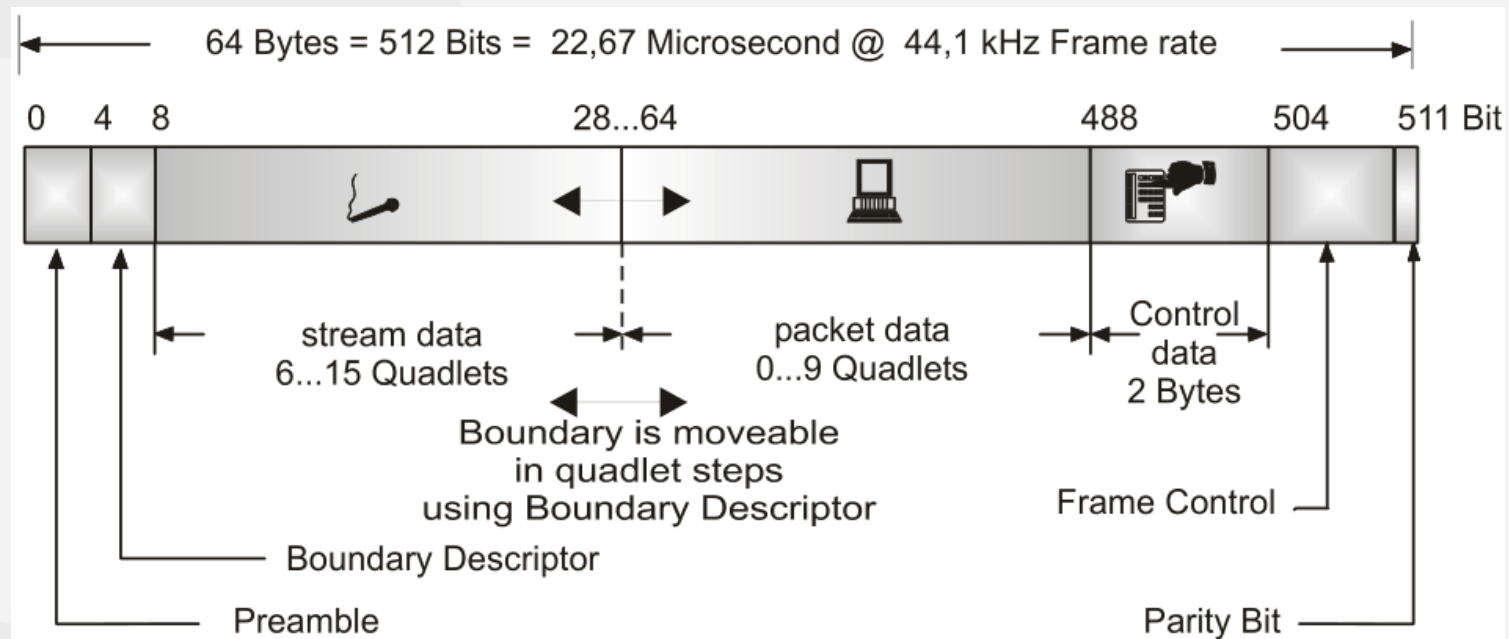 64 Bytes = 512 Bits = 22,67 Microsecond @ 44,1 kHz Frame rate
0 4 8 28...64 488 504 511 Bit
stream data
6...15 Quadlets
packet data
0...9 Quadlets
Control
data
2 Bytes
Boundary is moveable
in quadlet steps
using Boundary Descriptor
Frame Control
Boundary Descriptor
Preamble
Parity Bit